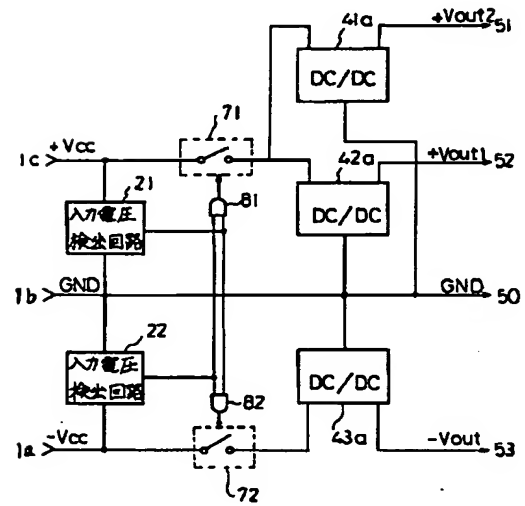 41a
+Vout2
51
DC/DC
71
1c
+Vcc
42a
+Vout1
52
21
81
DC/DC
入力電圧
検出回路
1b
GND
GND
50
22
入力電圧
検出回路
82
DC/DC
1a
-Vcc
43a
-Vout
53
72